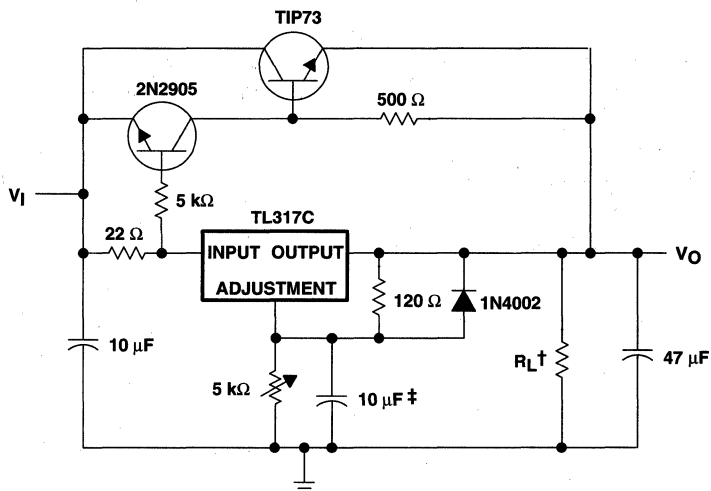 TIP73
2N2905
500 Ω
VI
5 kΩ
22 Ω
TL317C
INPUT OUTPUT
ADJUSTMENT
VO
120 Ω
1N4002
10 μF
5 kΩ
10 μF‡
RL†
47 μF